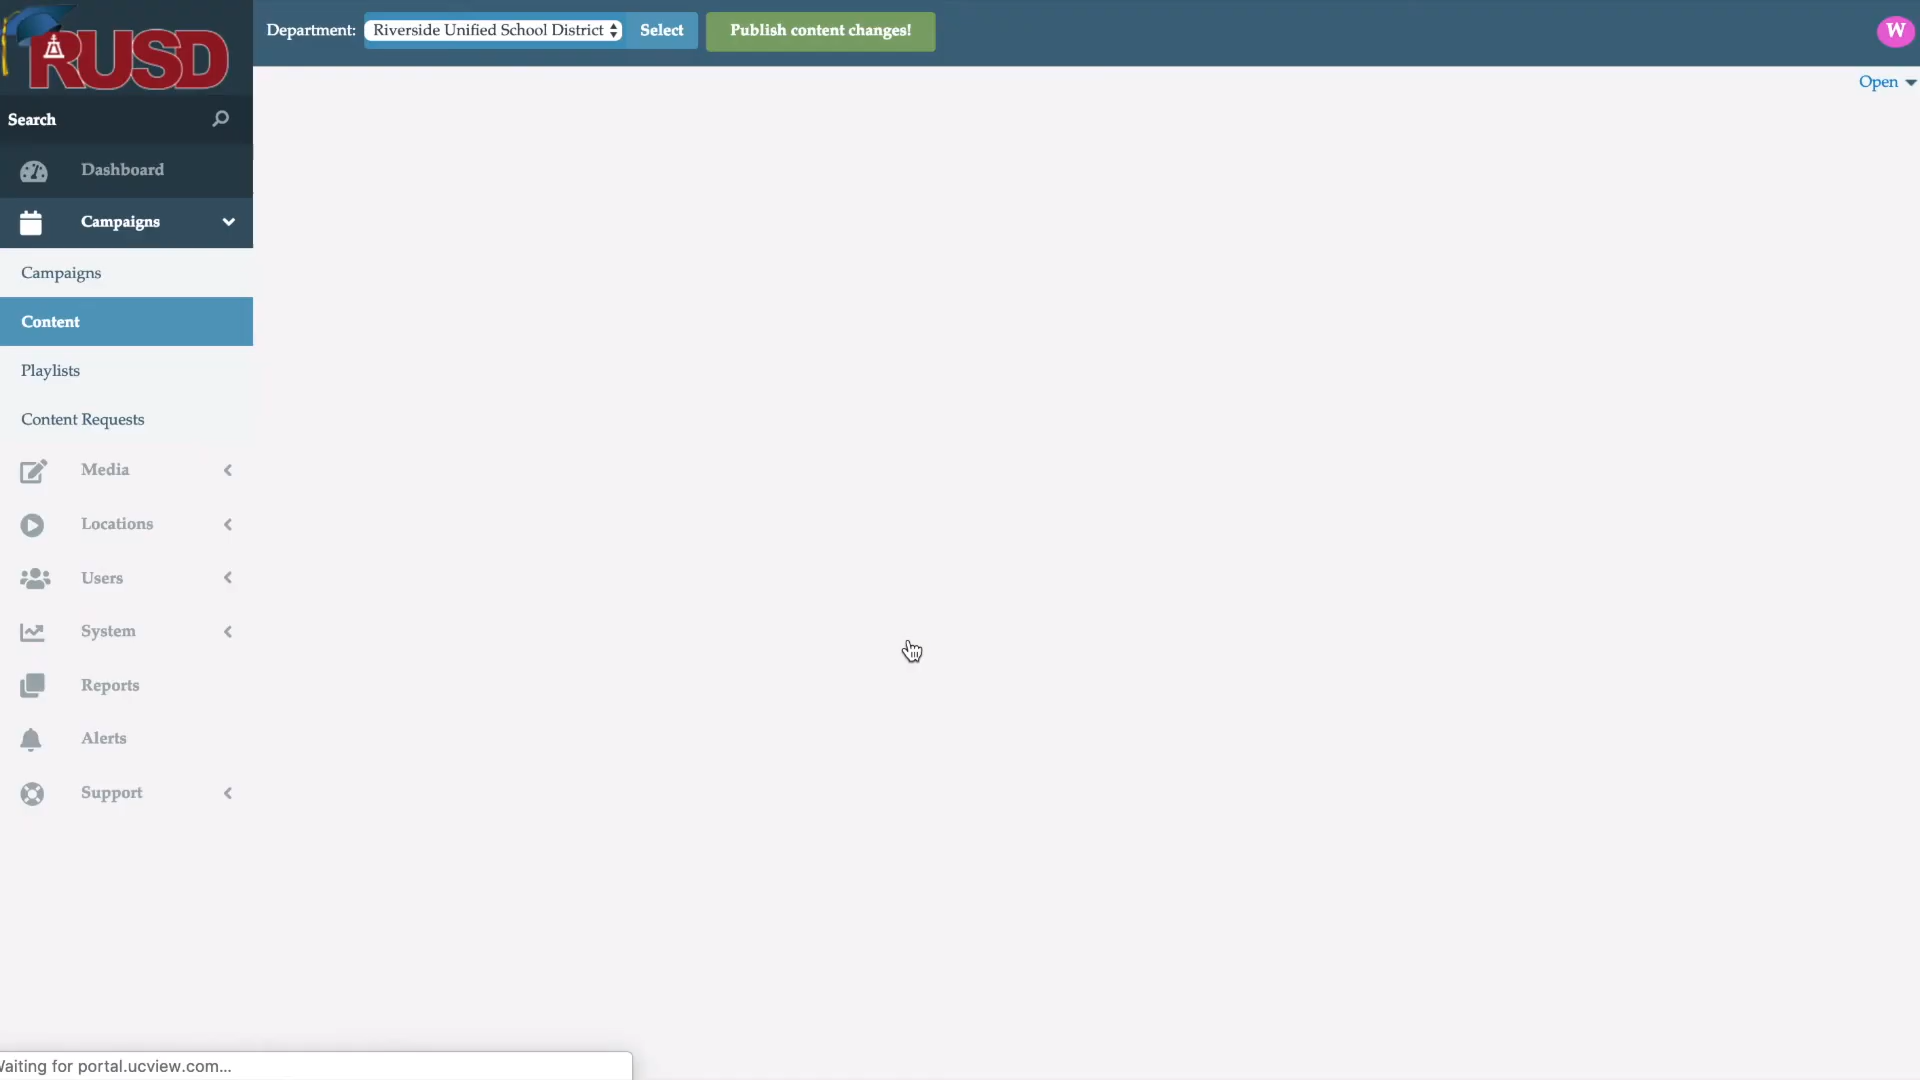 RUSD
Department: Riverside Unified School District Select Publish content changes! W
Open
Search
Dashboard
Campaigns
Campaigns
Content
Playlists
Content Requests
Media
Locations
Users
System
Reports
Alerts
Support
aiting for portal.ucview.com...